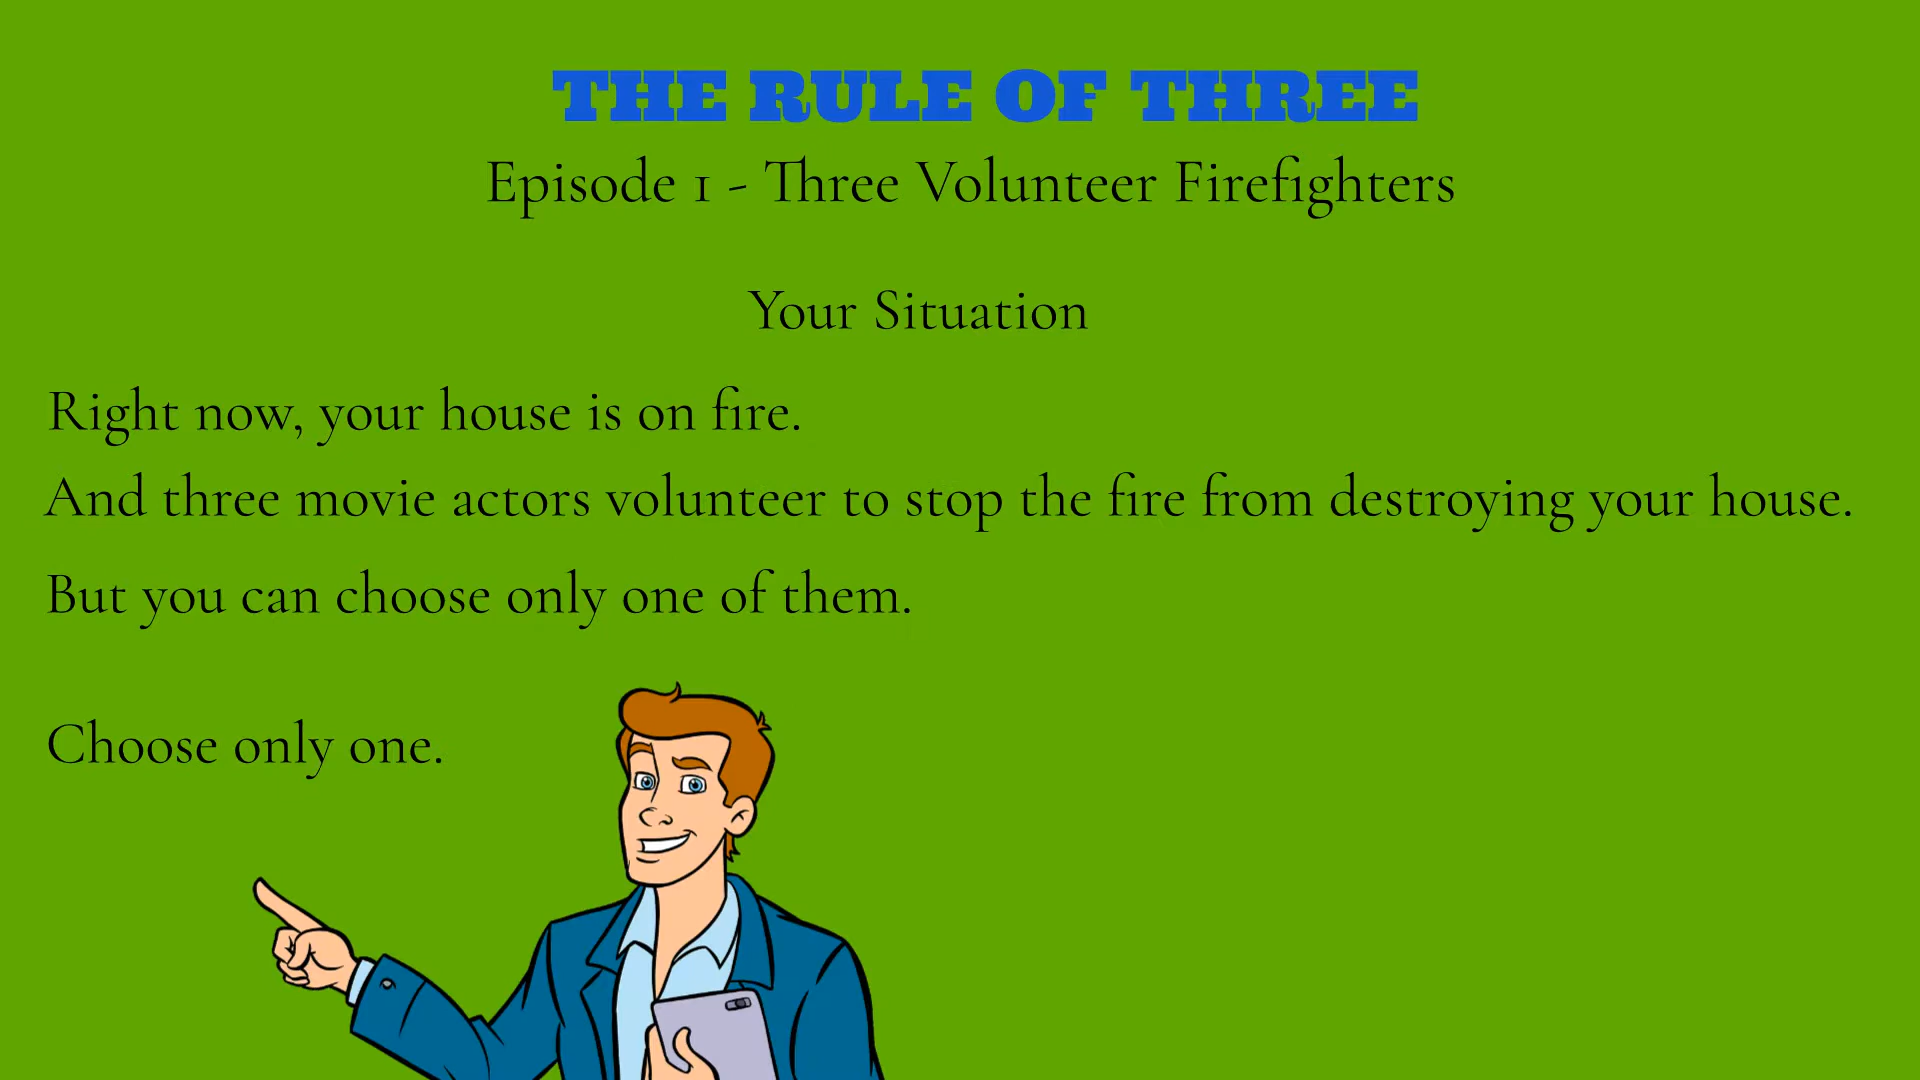 THE RULE OF THREE
Episode 1 - Three Volunteer Firefighters
Your Situation
Right now, your house is on fire.
And three movie actors volunteer to stop the fire from destroying your house.
But you can choose only one of them.
Choose only one.